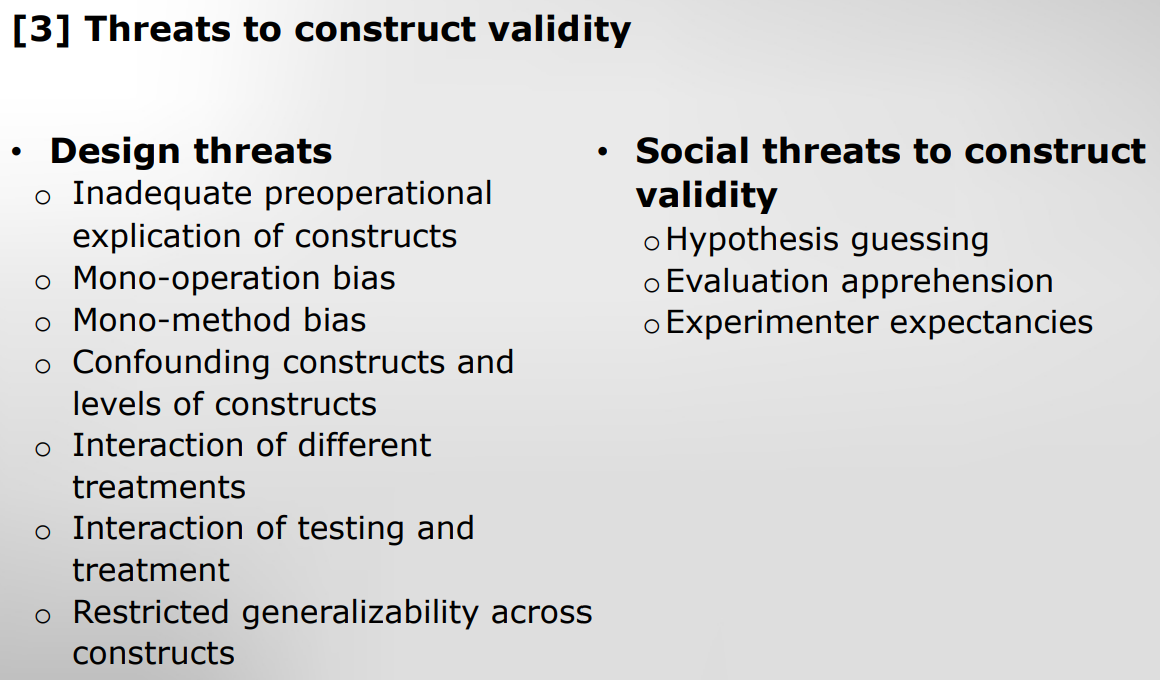 [3] Threats to construct validity
• Design threats
o Inadequate preoperational
explication of constructs
o Mono-operation bias
o Mono-method bias
o Confounding constructs and
levels of constructs
o Interaction of different
treatments
o Interaction of testing and
treatment
o Restricted generalizability across
constructs
• Social threats to construct
validity
o Hypothesis guessing
o Evaluation apprehension
o Experimenter expectancies